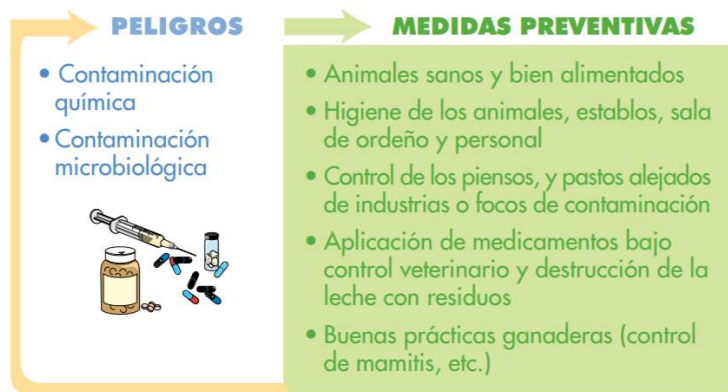 PELIGROS
• Contaminación
química
• Contaminación
microbiológica
MEDIDAS PREVENTIVAS
• Animales sanos y bien alimentados
• Higiene de los animales, establos, sala
de ordeño y personal
• Control de los piensos, y pastos alejados
de industrias o focos de contaminación
• Aplicación de medicamentos bajo
control veterinario y destrucción de la
leche con residuos
• Buenas prácticas ganaderas (control
de mamitis, etc.)